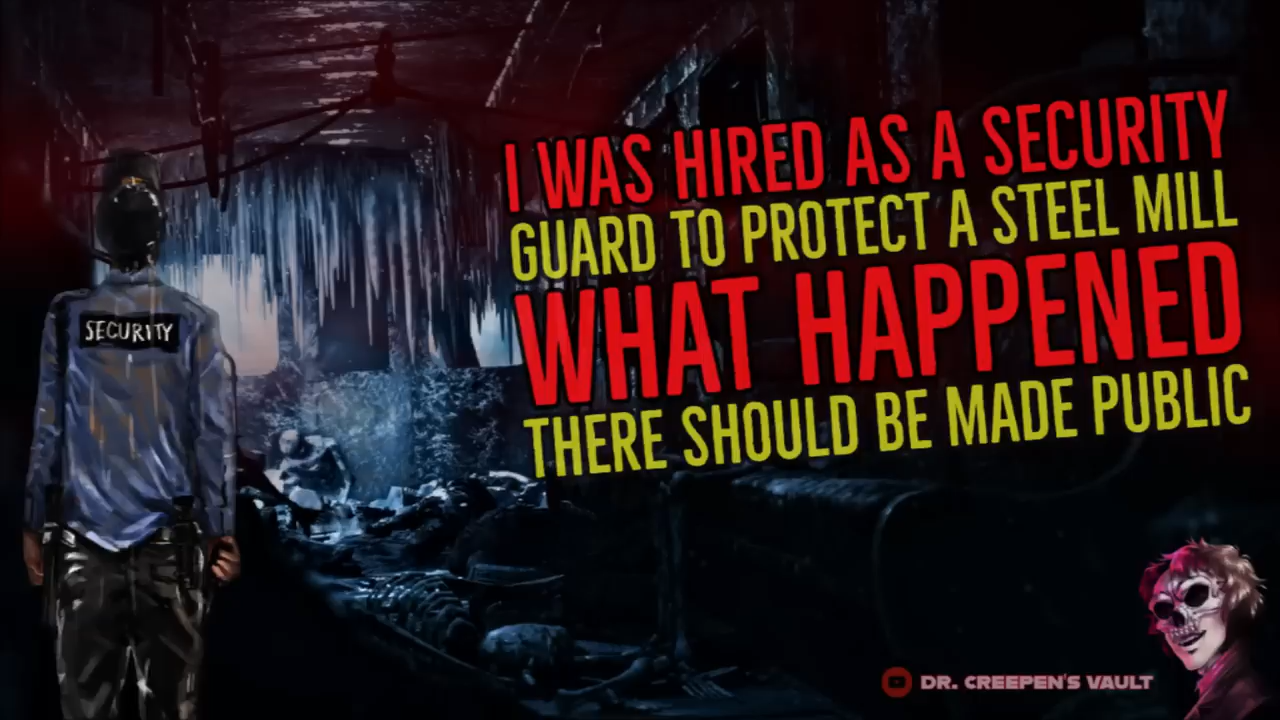 SECURITY
I WAS HIRED AS A SECURITY
GUARD TO PROTECT A STEEL MILL
WHAT HAPPENED
THERE SHOULD BE MADE PUBLIC
DR. CREEPEN'S VAULT